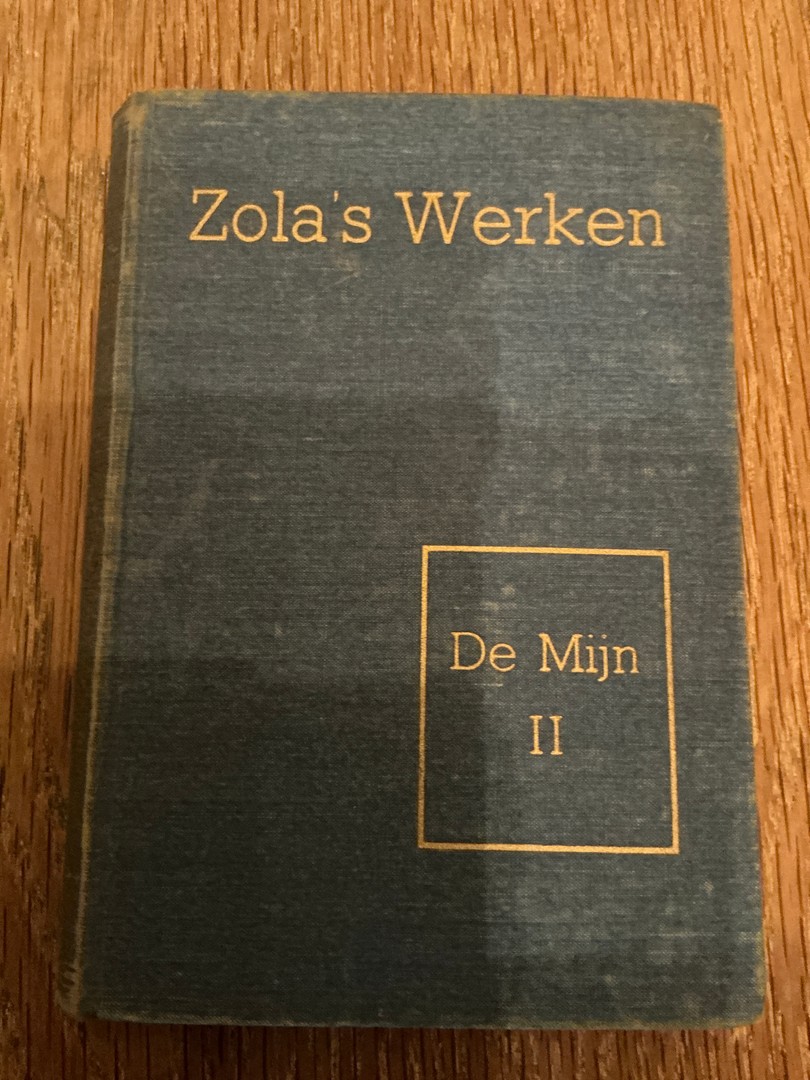 Zola's Werken
De Mijn
II